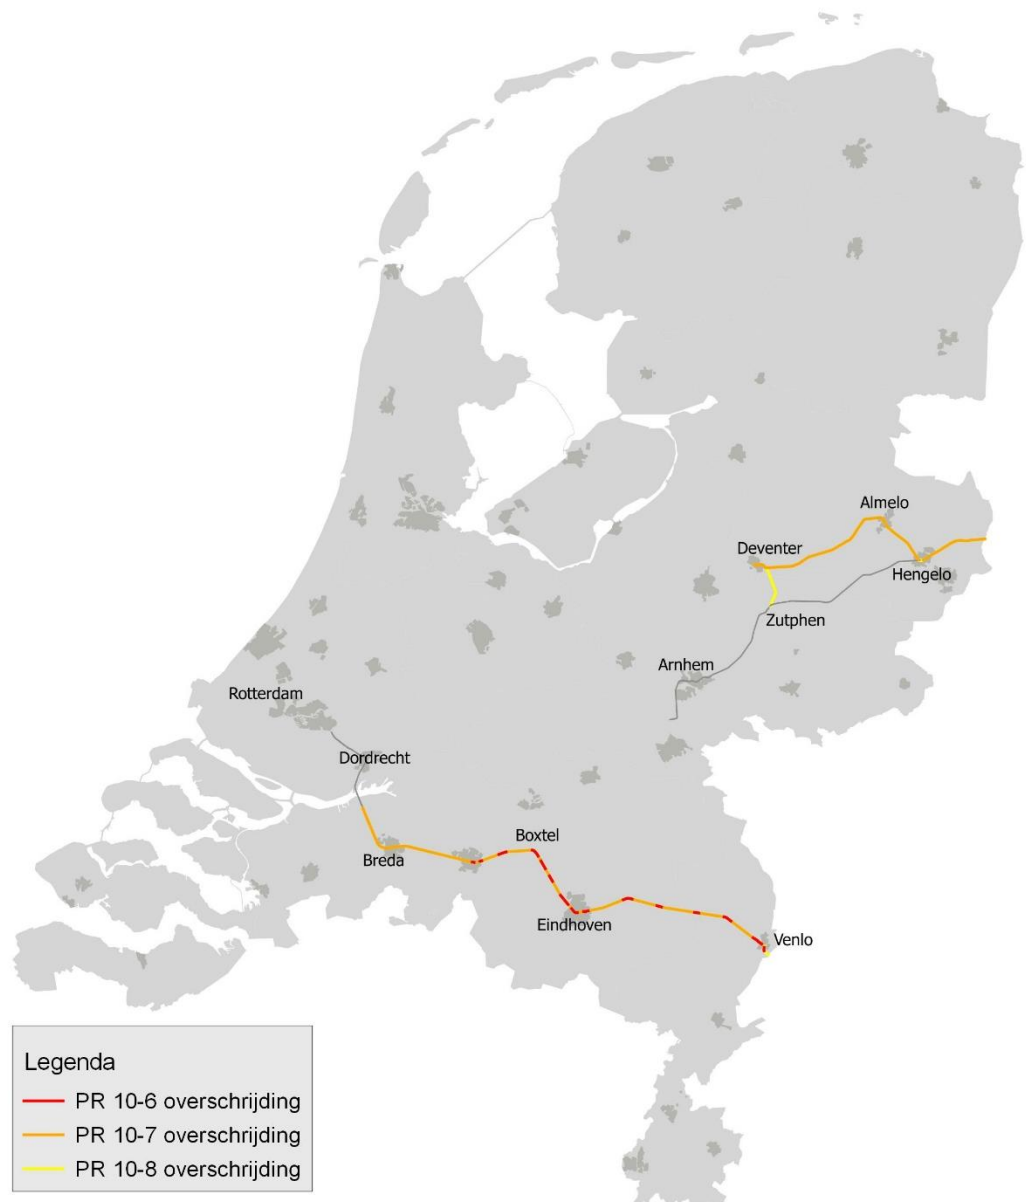 Almelo
Deventer
Hengelo
Zutphen
Arnhem
Rotterdam
Dordrecht
Boxtel
Breda
Eindhoven
Venlo
Legenda
PR 10-6 overschrijding
PR 10-7 overschrijding
PR 10-8 overschrijding